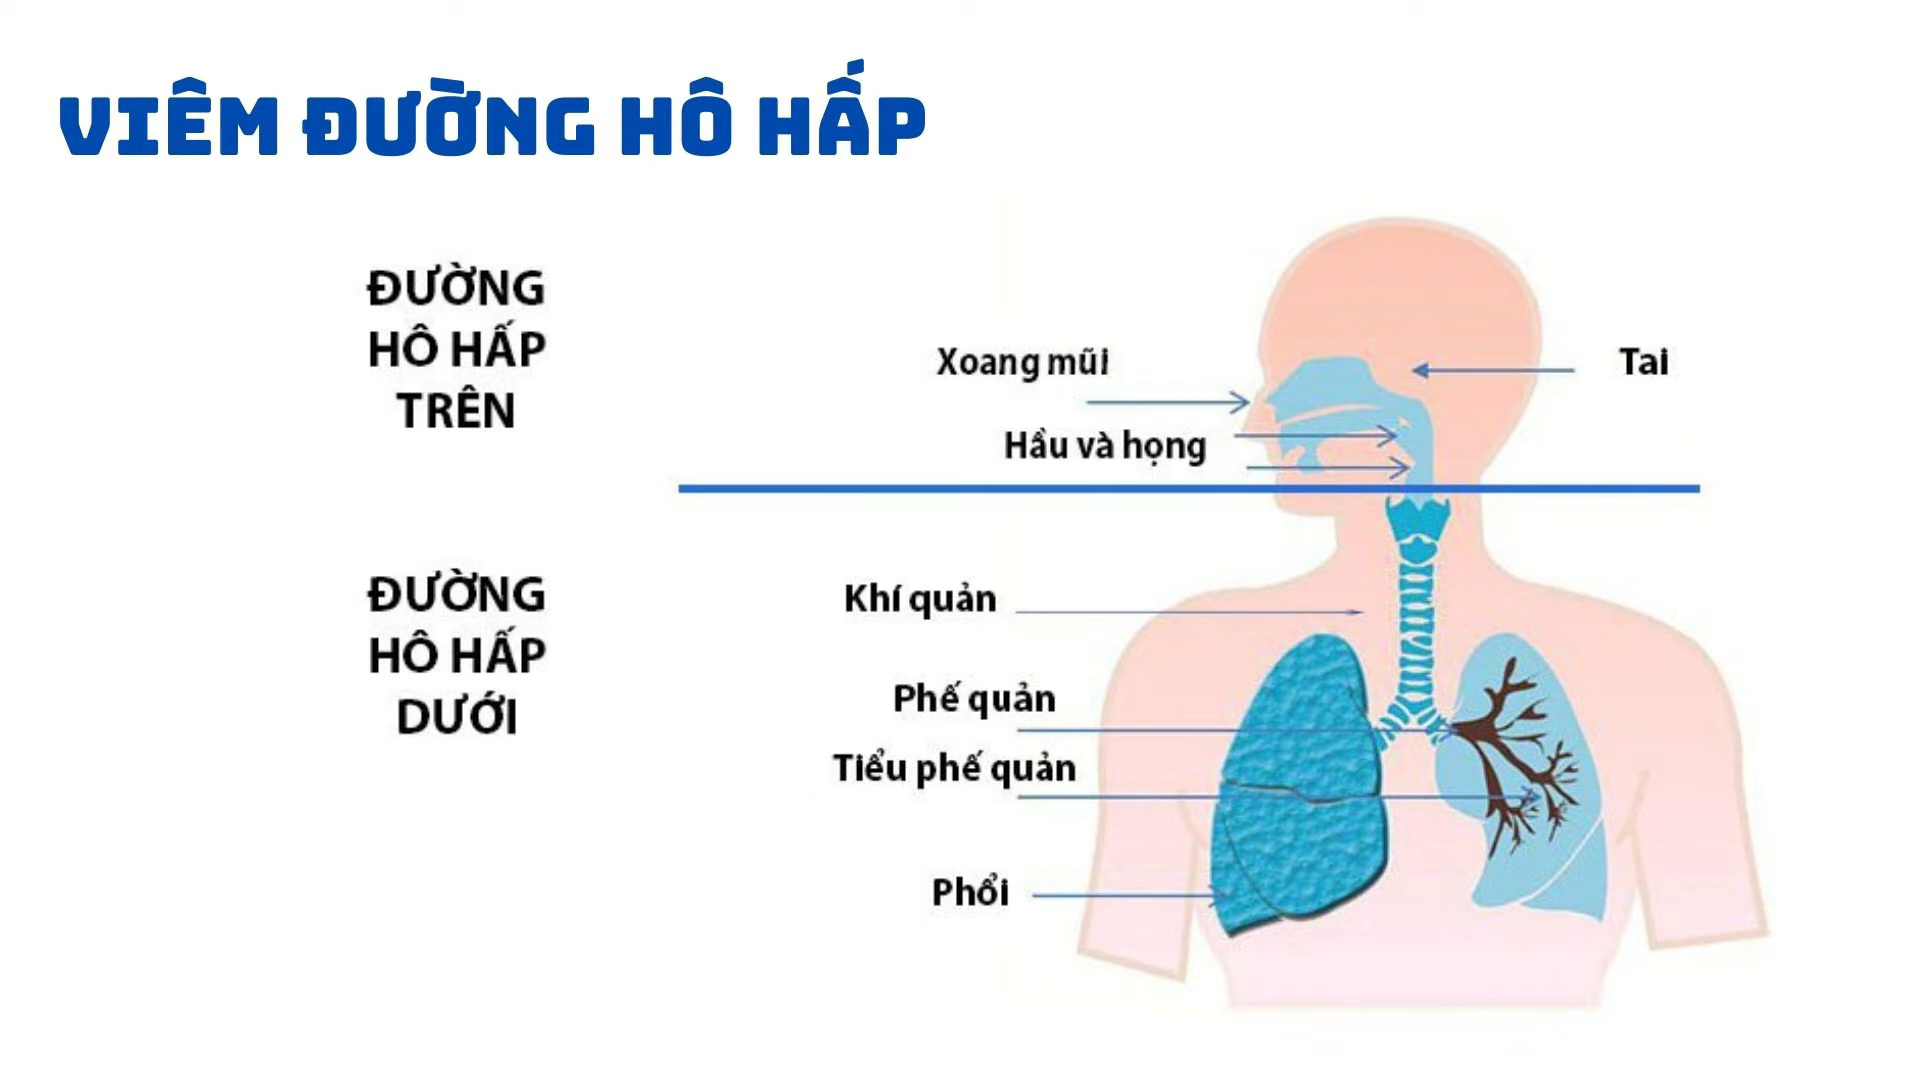 VIÊM ĐƯỜNG HÔ HẤP
ĐƯỜNG
HÔ HẤP
TRÊN
Xoang mũi
Tai
Hầu và họng
ĐƯỜNG
HÔ HẤP
DƯỚI
Khí quản
Phế quản
Tiểu phế quản
Phổi